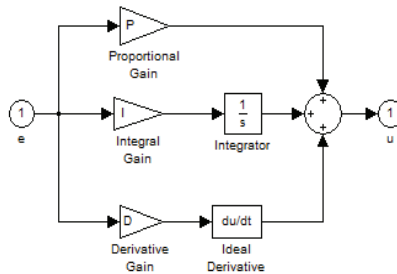 P
Proportional
Gain
1
e
I
Integral
Gain
1
s
Integrator
+
+
+
1
u
D
Derivative
Gain
du/dt
Ideal
Derivative